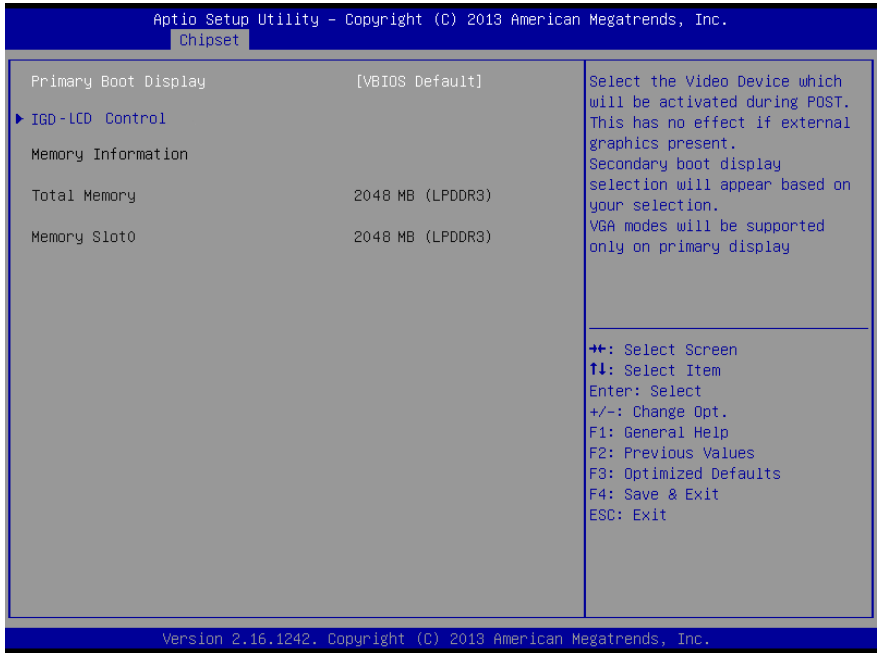 Aptio Setup Utility – Copyright (C) 2013 American Megatrends, Inc.
Chipset
Primary Boot Display [VBIOS Default]
▶ IGD-LCD Control
Memory Information
Total Memory 2048 MB (LPDDR3)
Memory Slot0 2048 MB (LPDDR3)
Select the Video Device which
will be activated during POST.
This has no effect if external
graphics present.
Secondary boot display
selection will appear based on
your selection.
VGA modes will be supported
only on primary display
→←: Select Screen
↑↓: Select Item
Enter: Select
+/-: Change Opt.
F1: General Help
F2: Previous Values
F3: Optimized Defaults
F4: Save & Exit
ESC: Exit
Version 2.16.1242. Copyright (C) 2013 American Megatrends, Inc.